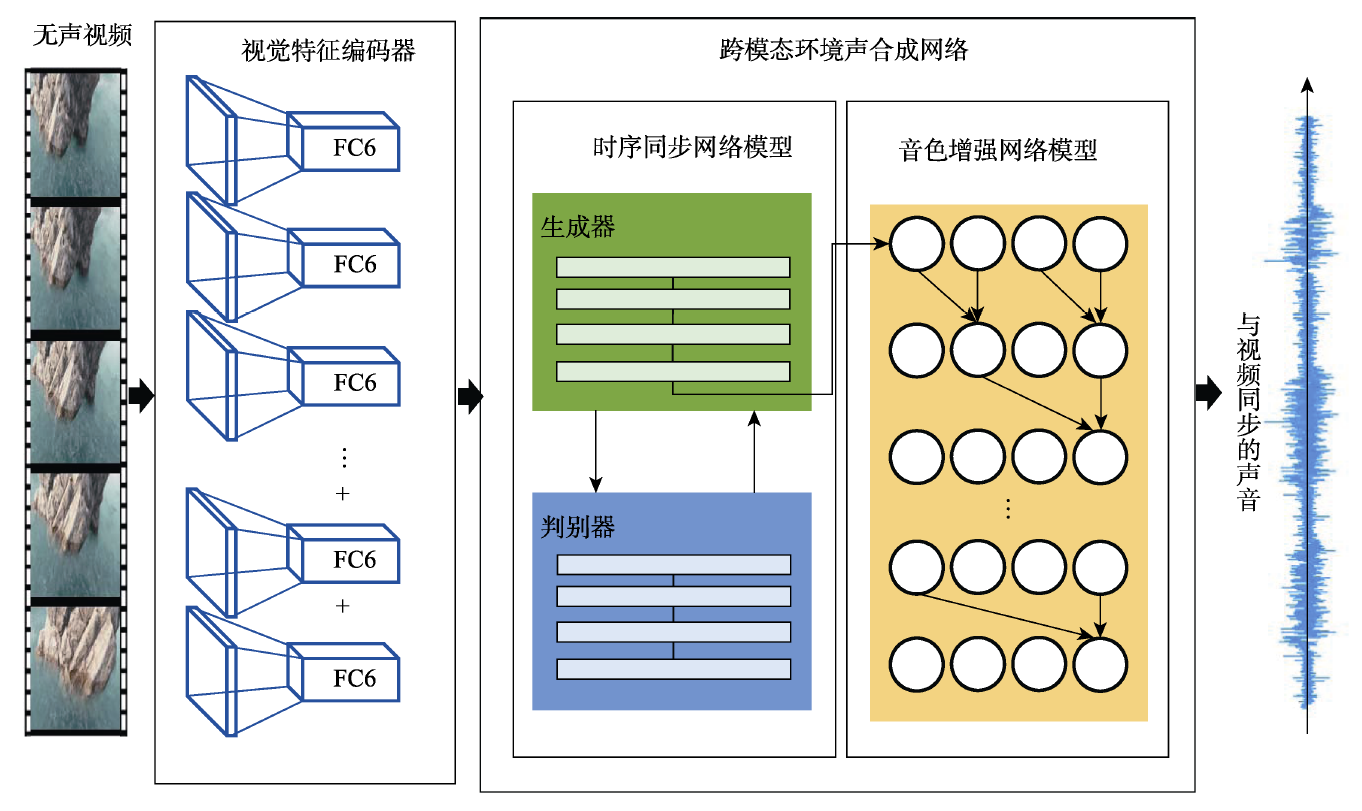 无声视频
视觉特征编码器
FC6
FC6
FC6
⋮
+
FC6
+
FC6
跨模态环境声合成网络
时序同步网络模型
生成器
判别器
音色增强网络模型
⋮
与视频同步的声音